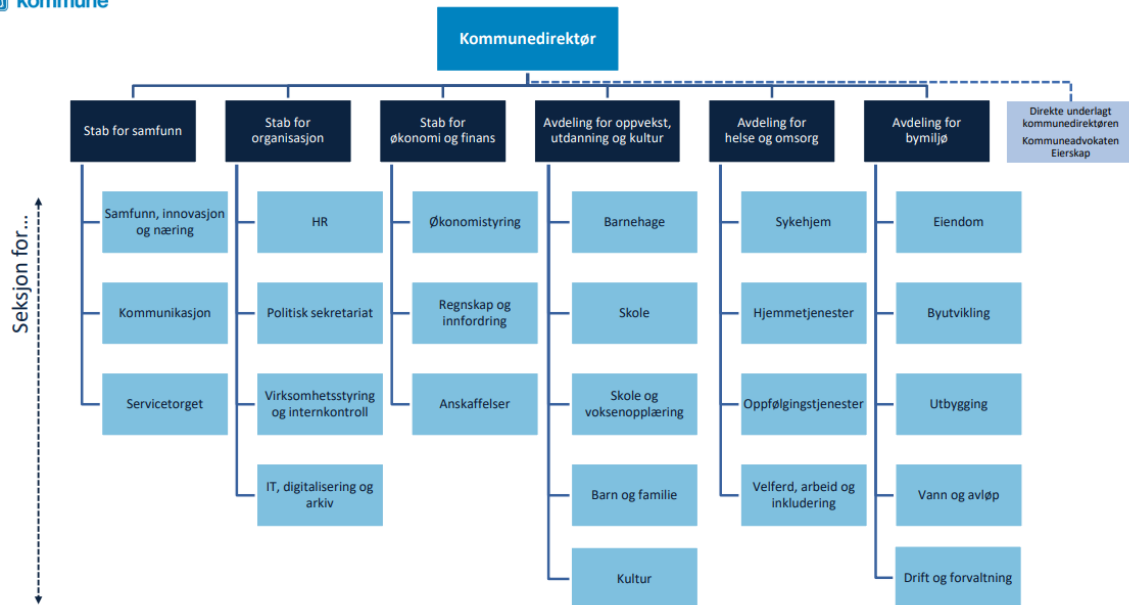 kommune
Kommunedirektør
Stab for samfunn
Stab for
organisasjon
Stab for
økonomi og finans
Avdeling for oppvekst,
utdanning og kultur
Avdeling for
helse og omsorg
Avdeling for
bymiljø
Direkte underlagt
kommunedirektøren
Kommuneadvokaten
Eierskap
Seksjon for...
Samfunn, innovasjon
og næring
Kommunikasjon
Servicetorget
HR
Politisk sekretariat
Virksomhetsstyring
og internkontroll
IT, digitalisering og
arkiv
Økonomistyring
Regnskap og
innfordring
Anskaffelser
Barnehage
Skole
Skole og
voksenopplæring
Barn og familie
Kultur
Sykehjem
Hjemmetjenester
Oppfølgingstjenester
Velferd, arbeid og
inkludering
Eiendom
Byutvikling
Utbygging
Vann og avløp
Drift og forvaltning